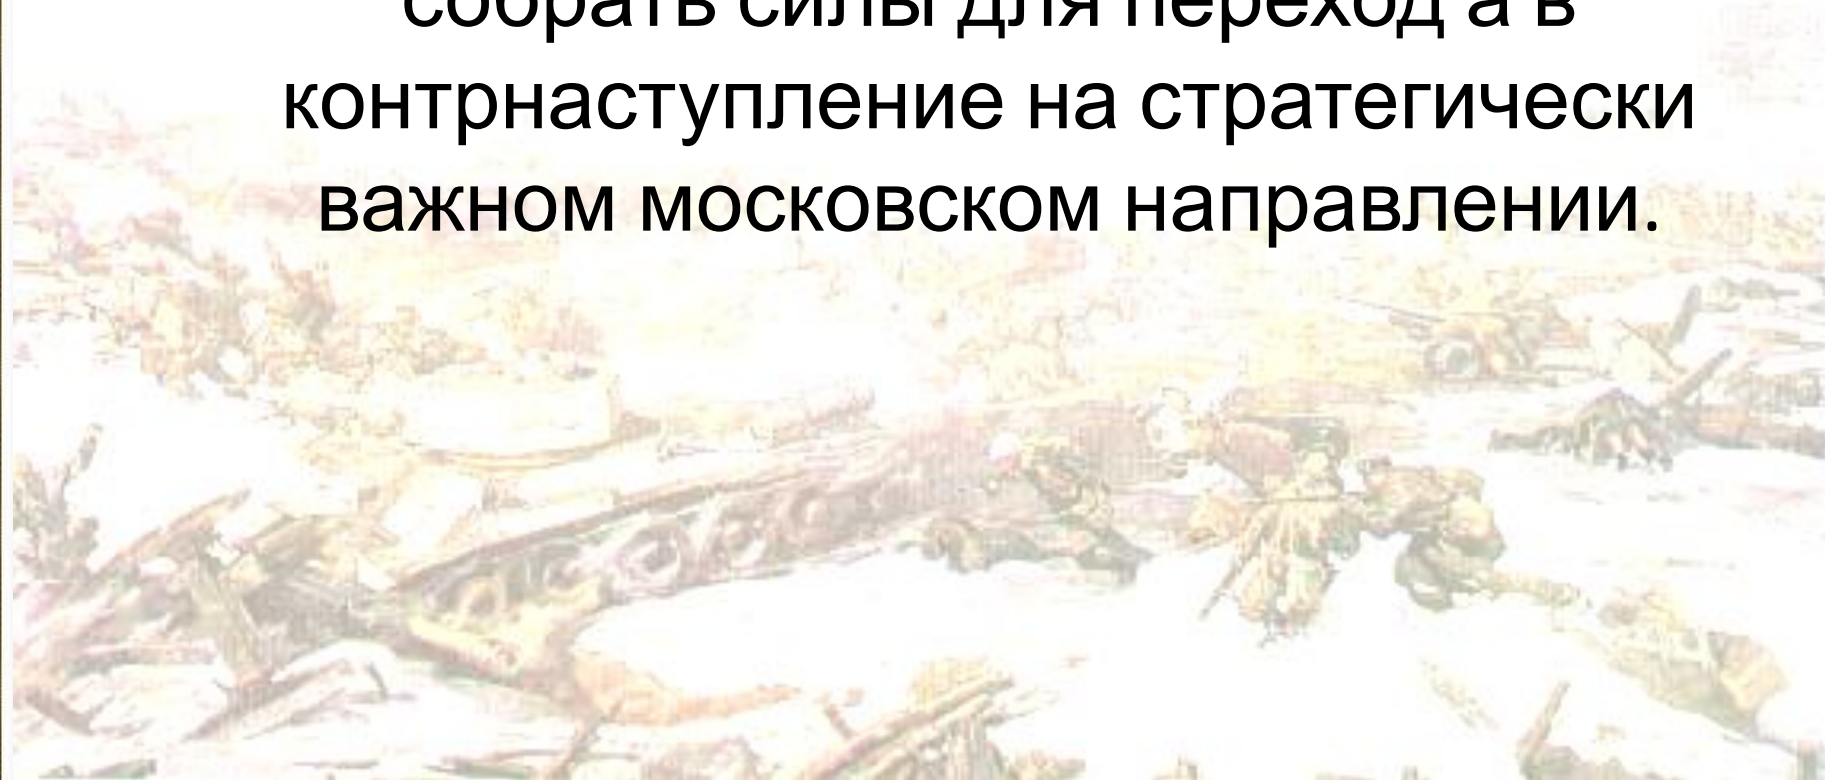 собрать силы для переход а в
контрнаступление на стратегически
важном московском направлении.